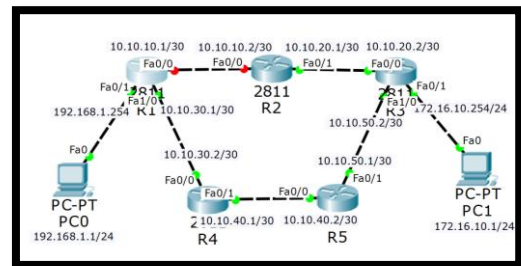 10.10.10.1/30 10.10.10.2/30 10.10.20.1/30 10.10.20.2/30
Fa0/0 Fa0/0 Fa0/1 Fa0/0
Fa0/1 2811 Fa0/1
R1 R2 R3
Fa1/0 Fa1/0
192.168.1.254 10.10.30.1/30 172.16.10.254/24
10.10.50.2/30
Fa0 Fa0
10.10.30.2/30 10.10.50.1/30
Fa0/0 Fa0/1
PC-PT Fa0/1 Fa0/0 PC-PT
PC0 10.10.40.1/30 10.10.40.2/30 PC1
192.168.1.1/24 R4 R5 172.16.10.1/24